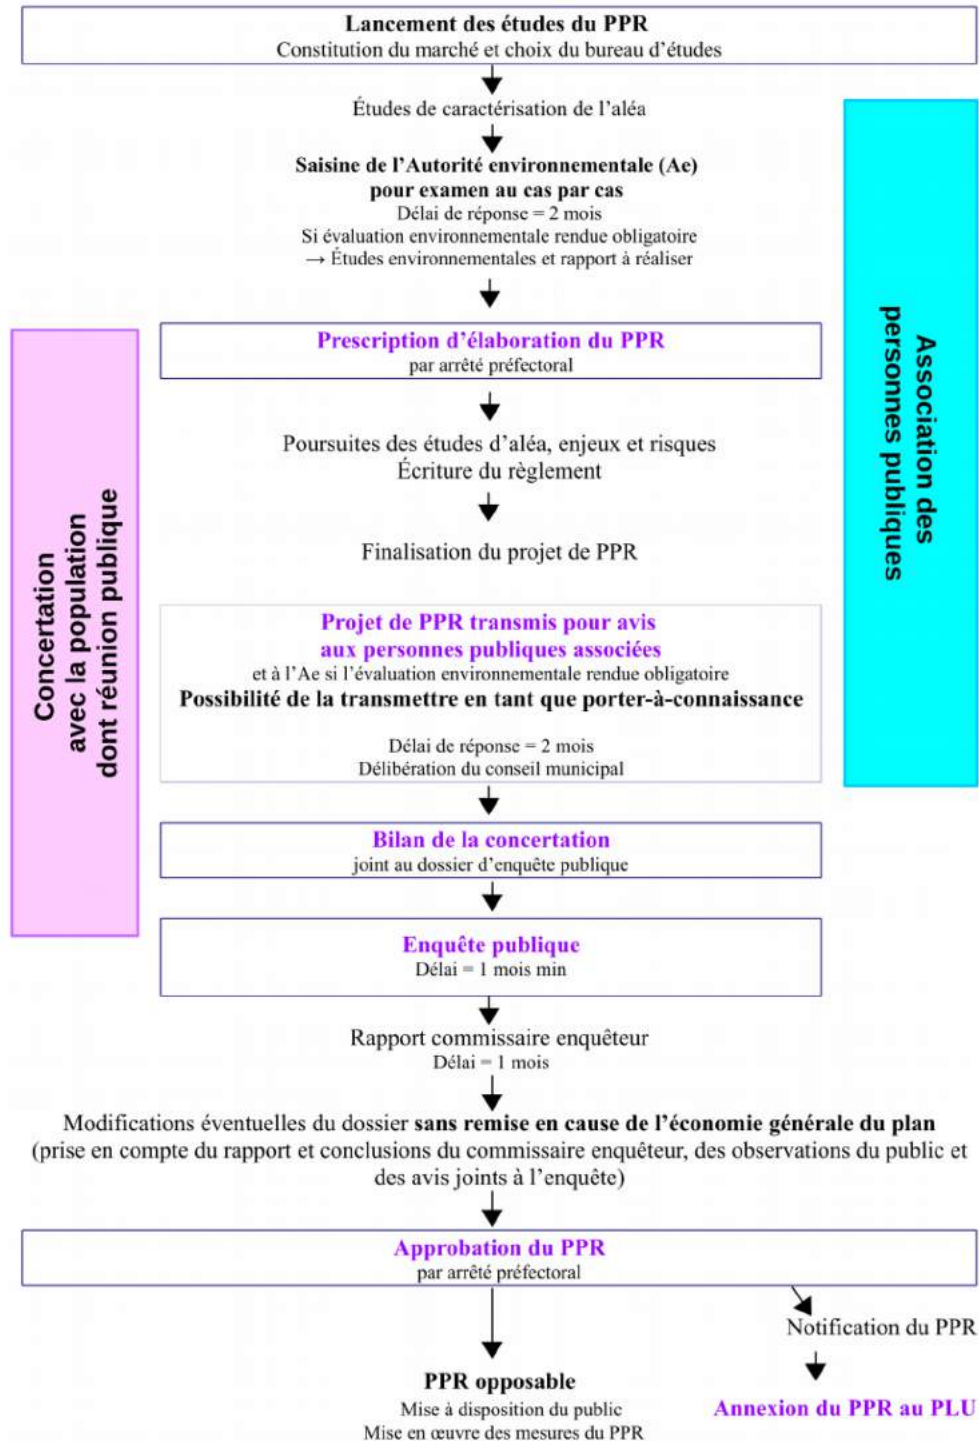 Lancement des études du PPR
Constitution du marché et choix du bureau d'études
Études de caractérisation de l'aléa
Saisine de l'Autorité environnementale (Ae)
pour examen au cas par cas
Délai de réponse = 2 mois
Si évaluation environnementale rendue obligatoire
→ Études environnementales et rapport à réaliser
Association des
personnes publiques
Concertation
avec la population
dont réunion publique
Prescription d'élaboration du PPR
par arrêté préfectoral
Poursuites des études d'aléa, enjeux et risques
Écriture du règlement
Finalisation du projet de PPR
Projet de PPR transmis pour avis
aux personnes publiques associées
et à l'Ae si l'évaluation environnementale rendue obligatoire
Possibilité de la transmettre en tant que porter-à-connaissance
Délai de réponse = 2 mois
Délibération du conseil municipal
Bilan de la concertation
joint au dossier d'enquête publique
Enquête publique
Délai = 1 mois min
Rapport commissaire enquêteur
Délai = 1 mois
Modifications éventuelles du dossier sans remise en cause de l'économie générale du plan
(prise en compte du rapport et conclusions du commissaire enquêteur, des observations du public et
des avis joints à l'enquête)
Approbation du PPR
par arrêté préfectoral
Notification du PPR
PPR opposable
Mise à disposition du public
Mise en œuvre des mesures du PPR
Annexion du PPR au PLU